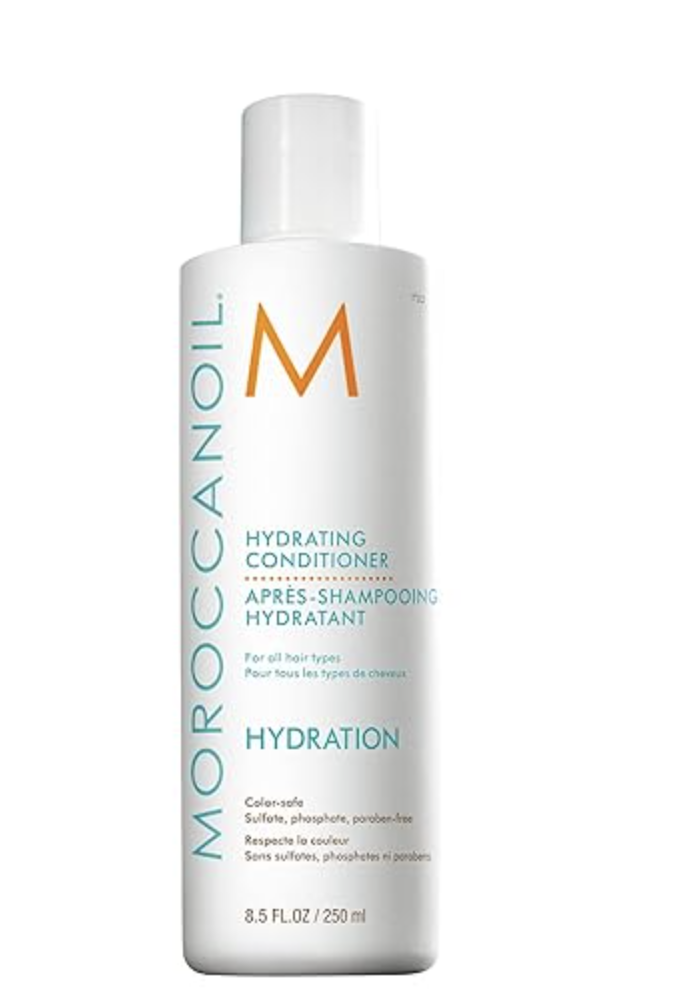 MOROCCANOIL®
M
HYDRATING
CONDITIONER
APRÈS-SHAMPOOING
HYDRATANT
For all hair types
Pour tous les types de cheveux
HYDRATION
Color-safe
Sulfate, phosphate, paraben-free
Respecte la couleur
Sans sulfates, phosphates ni parabens
8.5 FL.OZ / 250 ml